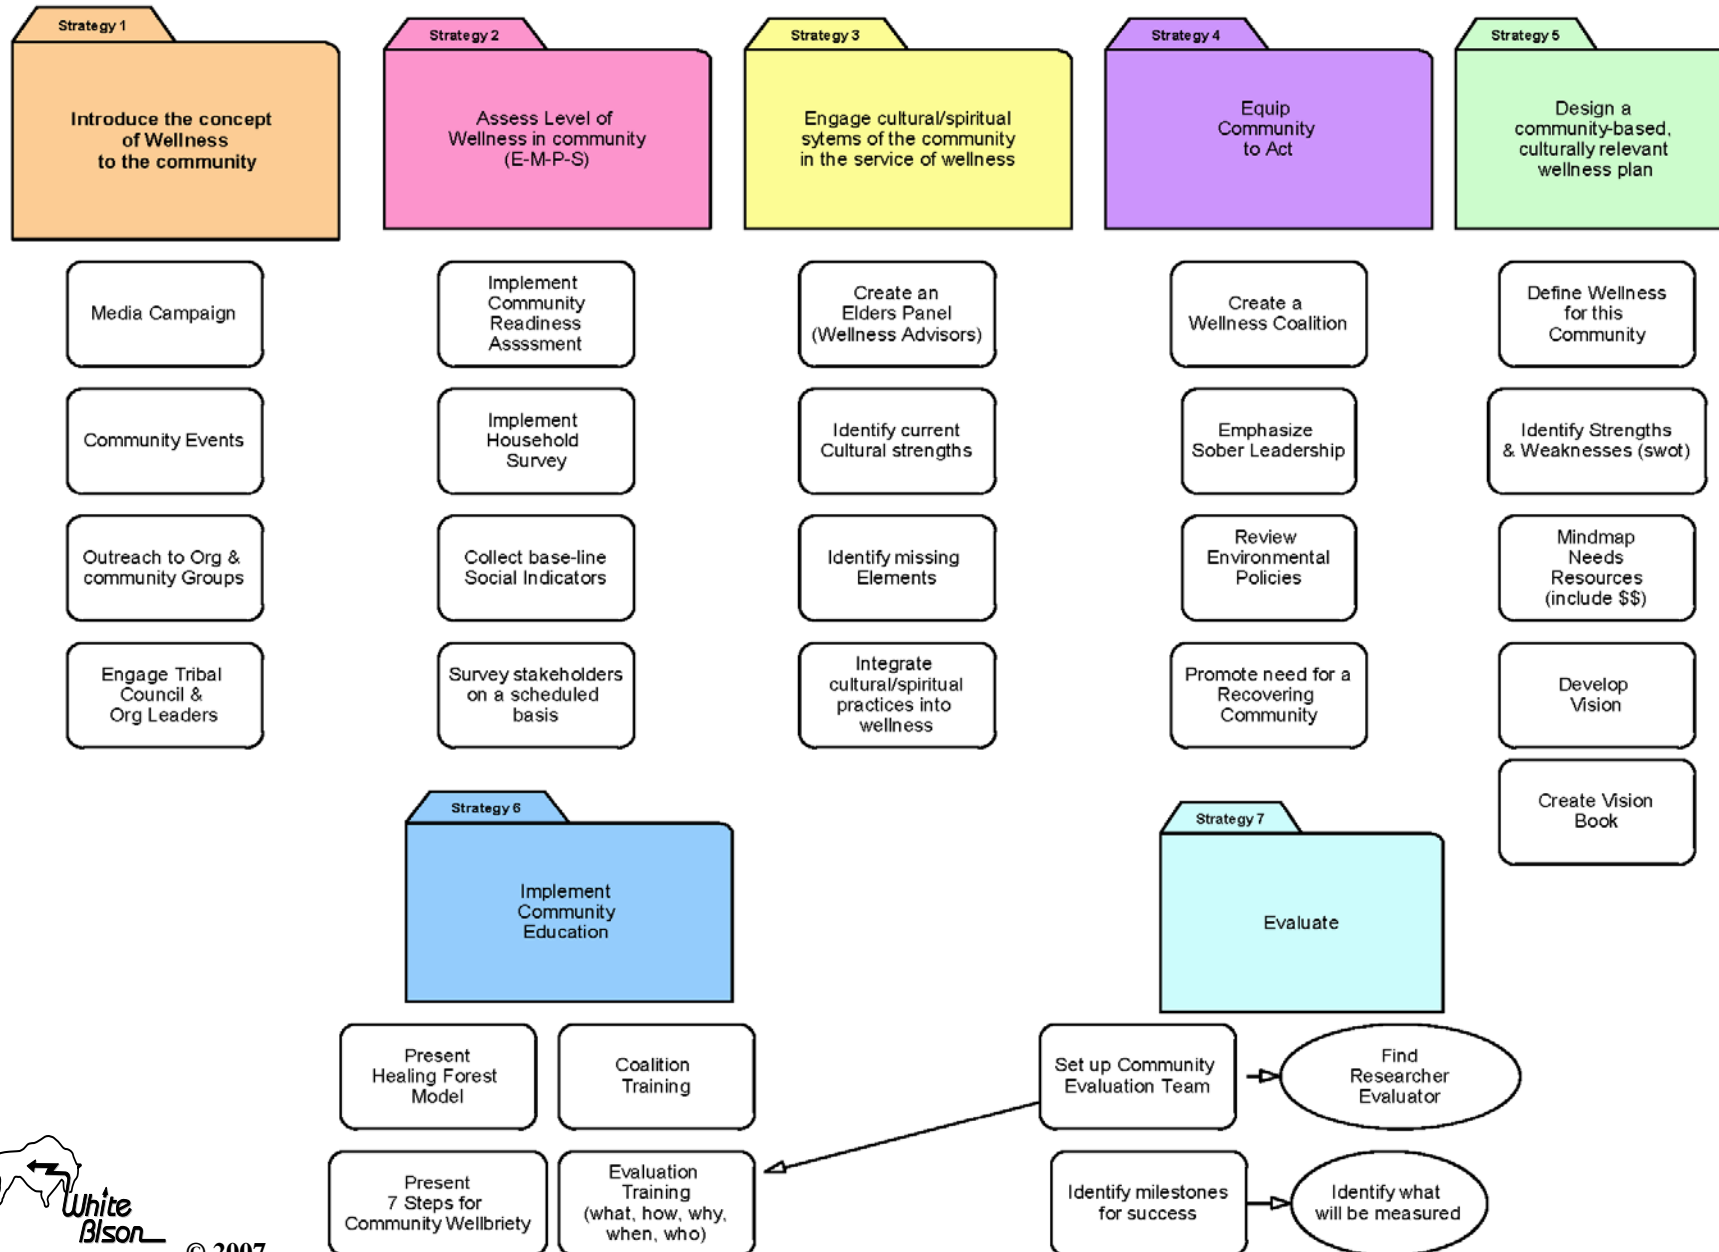 Strategy 1
Introduce the concept
of Wellness
to the community
Media Campaign
Community Events
Outreach to Org &
community Groups
Engage Tribal
Council &
Org Leaders
Strategy 2
Assess Level of
Wellness in community
(E-M-P-S)
Implement
Community
Readiness
Asssment
Implement
Household
Survey
Collect base-line
Social Indicators
Survey stakeholders
on a scheduled
basis
Strategy 3
Engage cultural/spiritual
sytems of the community
in the service of wellness
Create an
Elders Panel
(Wellness Advisors)
Identify current
Cultural strengths
Identify missing
Elements
Integrate
cultural/spiritual
practices into
wellness
Strategy 4
Equip
Community
to Act
Create a
Wellness Coalition
Emphasize
Sober Leadership
Review
Environmental
Policies
Promote need for a
Recovering
Community
Strategy 5
Design a
community-based,
culturally relevant
wellness plan
Define Wellness
for this
Community
Identify Strengths
& Weaknesses (swot)
Mindmap
Needs
Resources
(include $$)
Develop
Vision
Create Vision
Book
Strategy 6
Implement
Community
Education
Present
Healing Forest
Model
Coalition
Training
Present
7 Steps for
Community Wellbriety
Evaluation
Training
(what, how, why,
when, who)
Strategy 7
Evaluate
Set up Community
Evaluation Team
Find
Researcher
Evaluator
Identify milestones
for success
Identify what
will be measured
White
Bison
© 2007